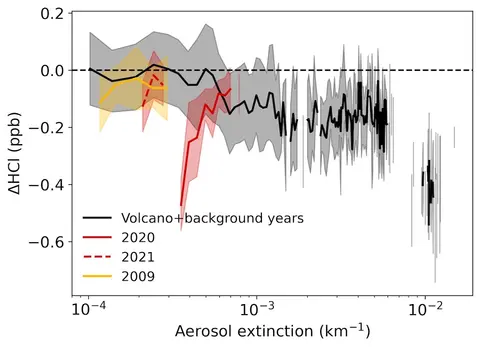 0.2
0.0
−0.2
−0.4
−0.6
ΔHCl (ppb)
Volcano+background years
2020
2021
2009
10⁻⁴ 10⁻³ 10⁻²
Aerosol extinction (km⁻¹)